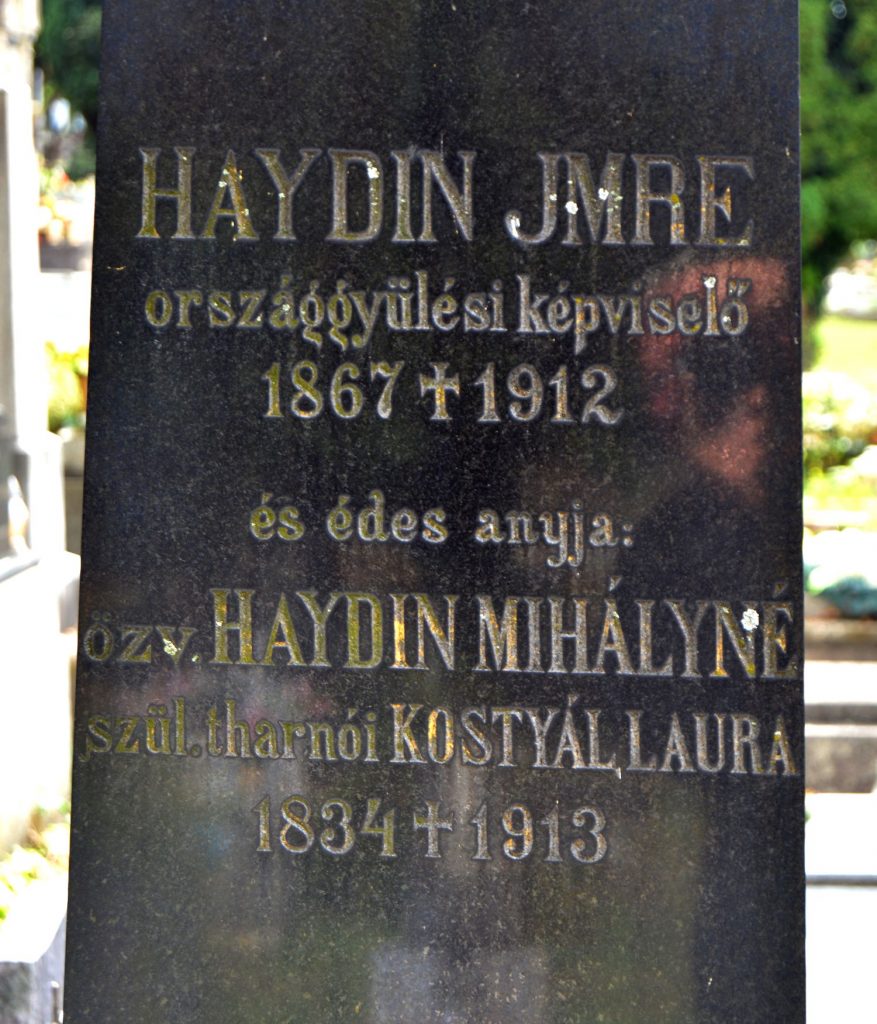 HAYDIN JMRE
országgyülési képviselő
1867 † 1912
és édes anyja:
özv. HAYDIN MIHÁLYNÉ
szül. tharnói KOSTYÁL LAURA
1834 † 1913